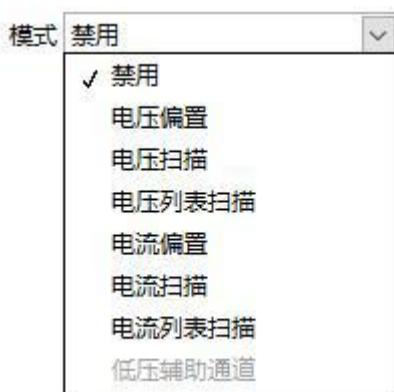 模式 禁用
✓ 禁用
电压偏置
电压扫描
电压列表扫描
电流偏置
电流扫描
电流列表扫描
低压辅助通道